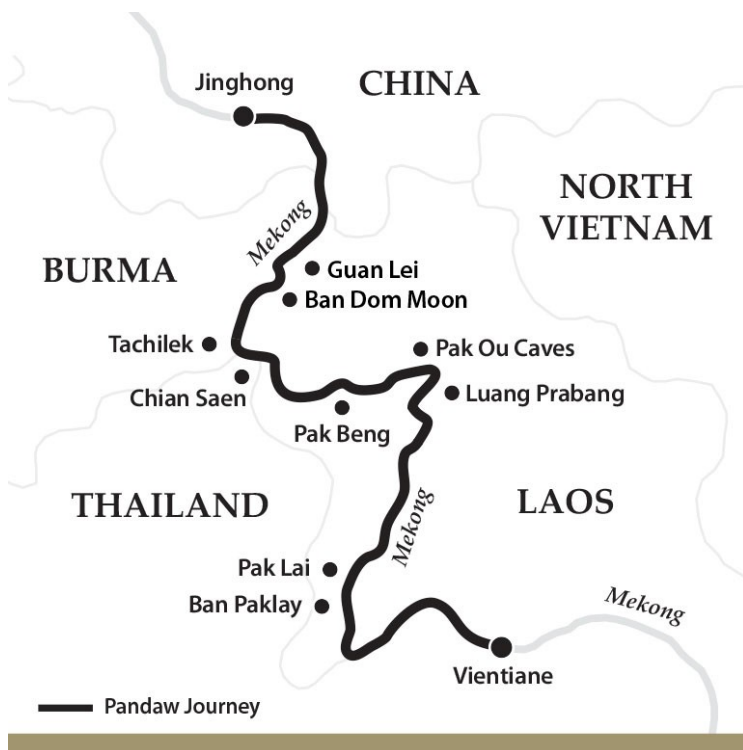 Jinghong
CHINA
NORTH
VIETNAM
Mekong
BURMA
Guan Lei
Ban Dom Moon
Tachilek
Pak Ou Caves
Chian Saen
Luang Prabang
Pak Beng
THAILAND
LAOS
Mekong
Pak Lai
Ban Paklay
Mekong
Vientiane
Pandaw Journey